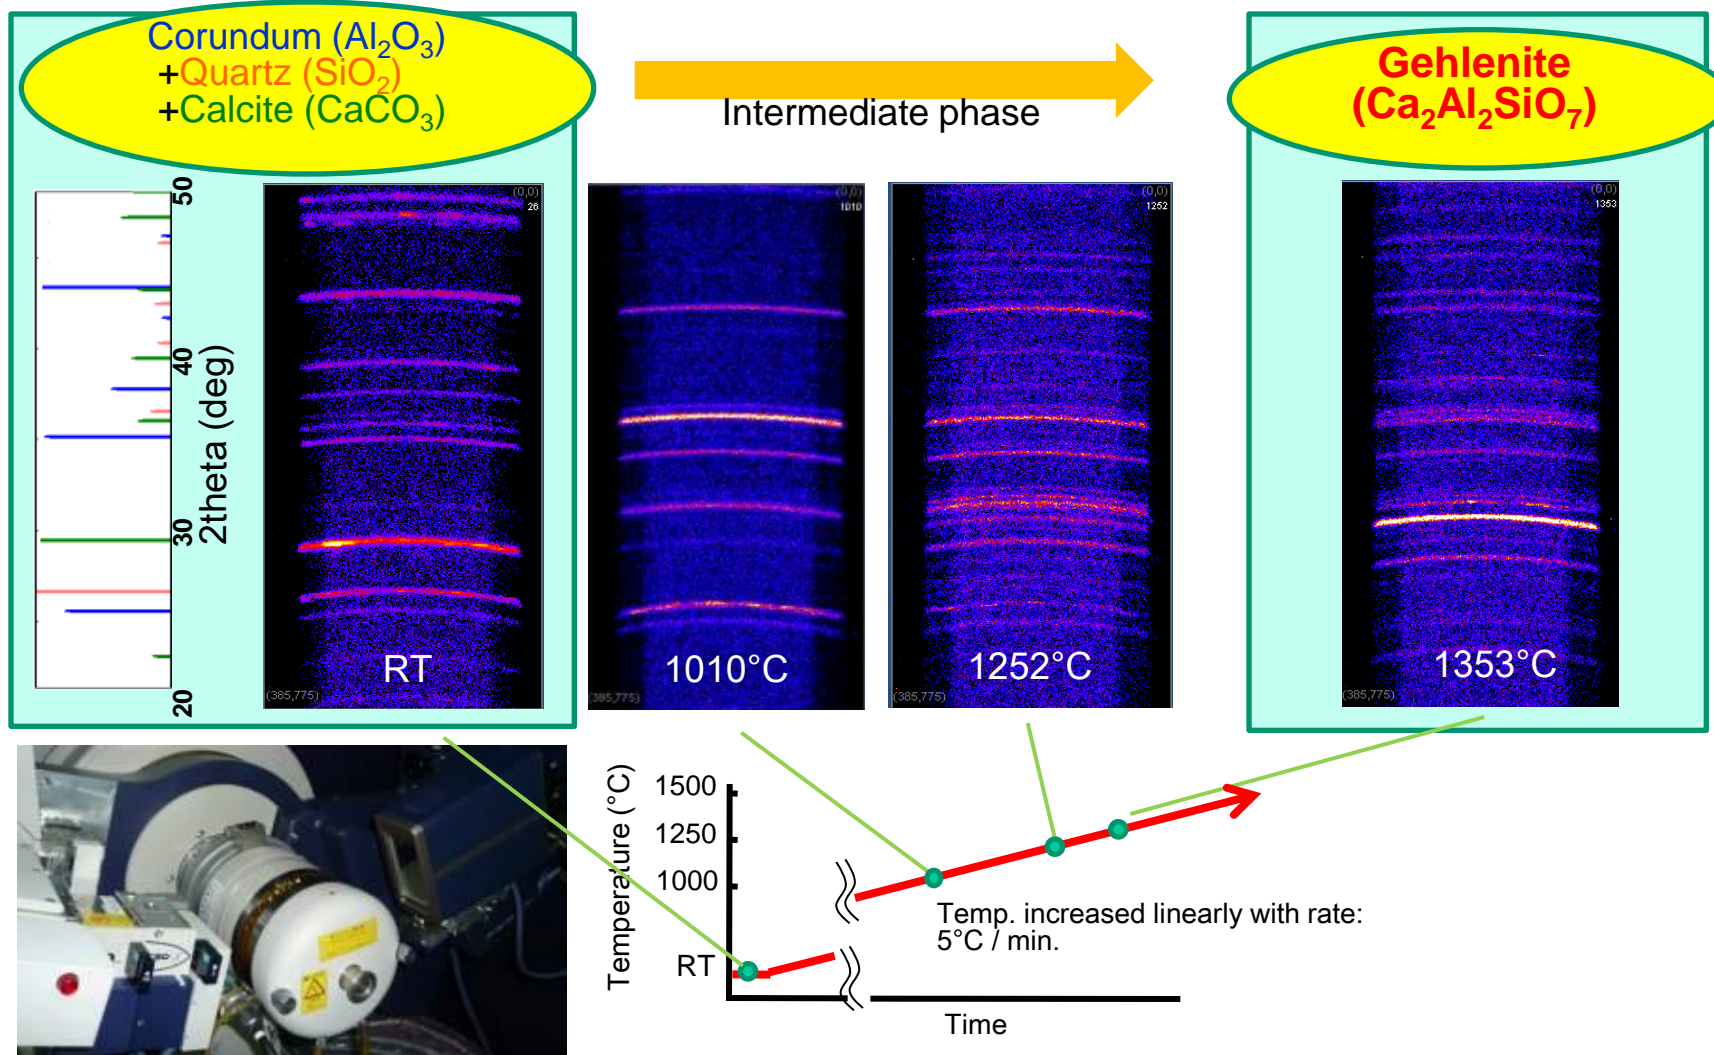 Corundum (Al₂O₃)
+Quartz (SiO₂)
+Calcite (CaCO₃)
Intermediate phase
Gehlenite
(Ca₂Al₂SiO₇)
50
40
30
20
2theta (deg)
(0,0)
26
RT
(385,775)
(0,0)
1010
1010°C
(385,775)
(0,0)
1252
1252°C
(385,775)
(0,0)
1353
1353°C
(385,775)
Temperature (°C)
1500
1250
1000
RT
Temp. increased linearly with rate:
5°C / min.
Time